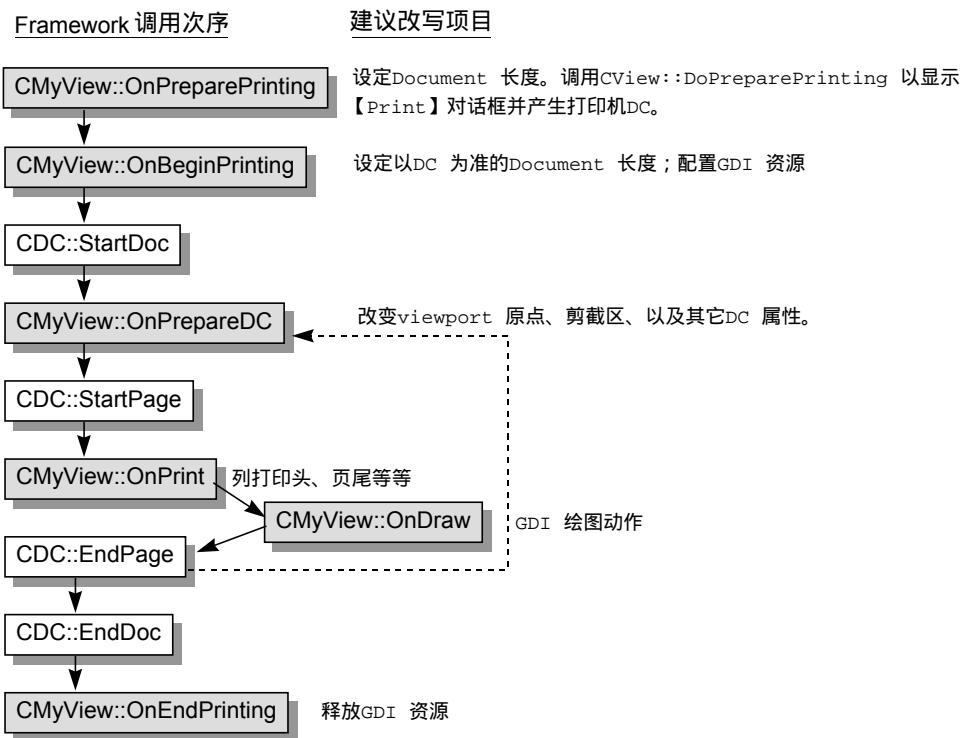 Framework 调用次序
建议改写项目
CMyView::OnPreparePrinting
设定Document 长度。调用CView::DoPreparePrinting 以显示
【Print】对话框并产生打印机DC。
CMyView::OnBeginPrinting
设定以DC 为准的Document 长度；配置GDI 资源
CDC::StartDoc
CMyView::OnPrepareDC
改变viewport 原点、剪截区、以及其它DC 属性。
CDC::StartPage
CMyView::OnPrint
列打印头、页尾等等
CMyView::OnDraw
GDI 绘图动作
CDC::EndPage
CDC::EndDoc
CMyView::OnEndPrinting
释放GDI 资源